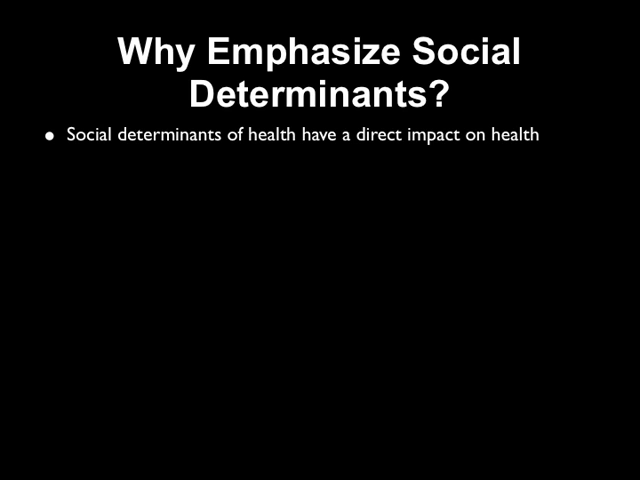 Why Emphasize Social
Determinants?
• Social determinants of health have a direct impact on health